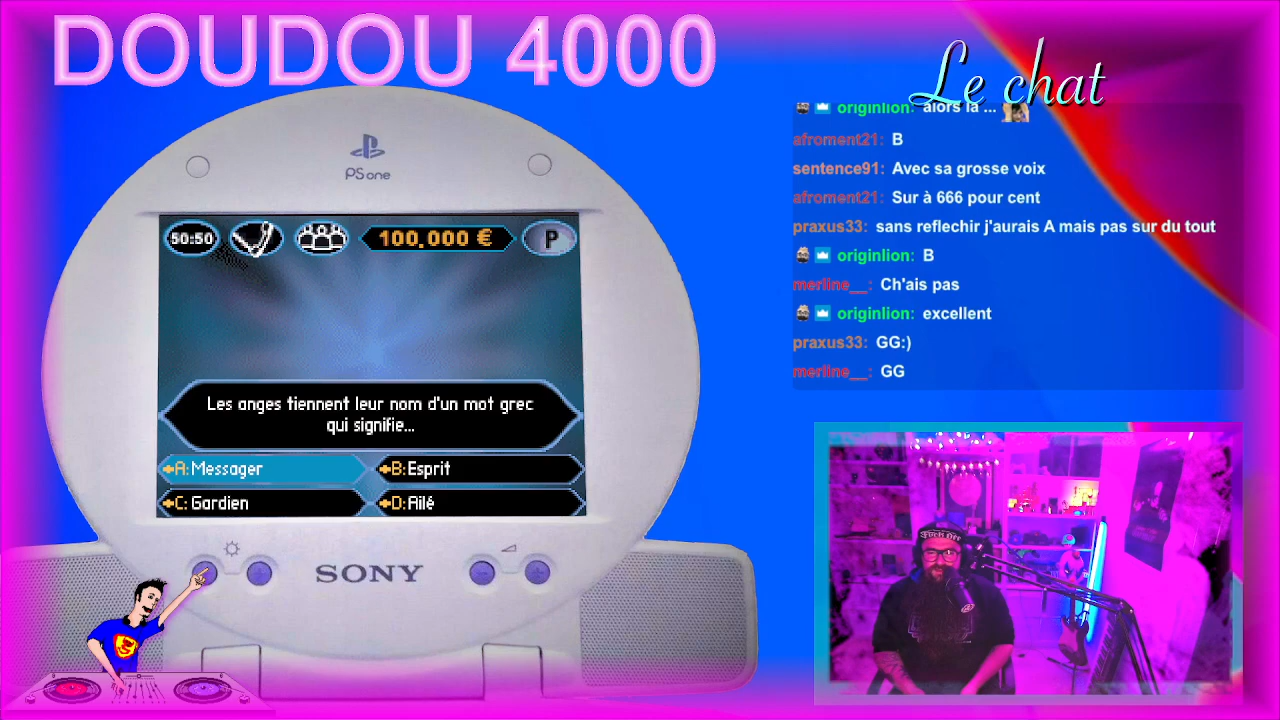 DOUDOU 4000
Le chat
originlion: alors là ...
afroment21: B
sentence91: Avec sa grosse voix
afroment21: Sur à 666 pour cent
praxus33: sans reflechir j'aurais A mais pas sur du tout
originlion: B
merline__: Ch'ais pas
originlion: excellent
praxus33: GG:)
merline__: GG
PS one
50:50
100.000 €
P
Les anges tiennent leur nom d'un mot grec
qui signifie...
A: Messager
B: Esprit
C: Gardien
D: Ailé
SONY